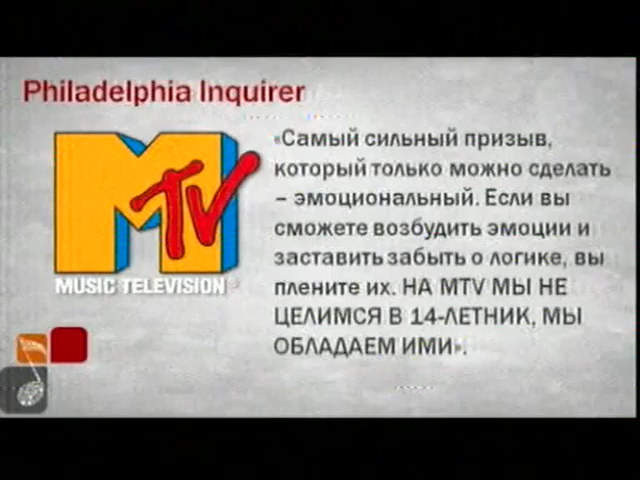 Philadelphia Inquirer
MTV
MUSIC TELEVISION
«Самый сильный призыв,
который только можно сделать
– эмоциональный. Если вы
сможете возбудить эмоции и
заставить забыть о логике, вы
плените их. НА MTV МЫ НЕ
ЦЕЛИМСЯ В 14-ЛЕТНИК, МЫ
ОБЛАДАЕМ ИМИ».